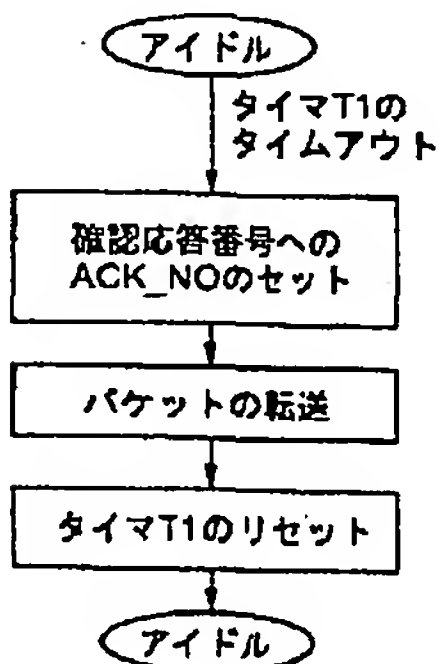 アイドル
タイマT1の
タイムアウト
確認応答番号への
ACK_NOのセット
パケットの転送
タイマT1のリセット
アイドル